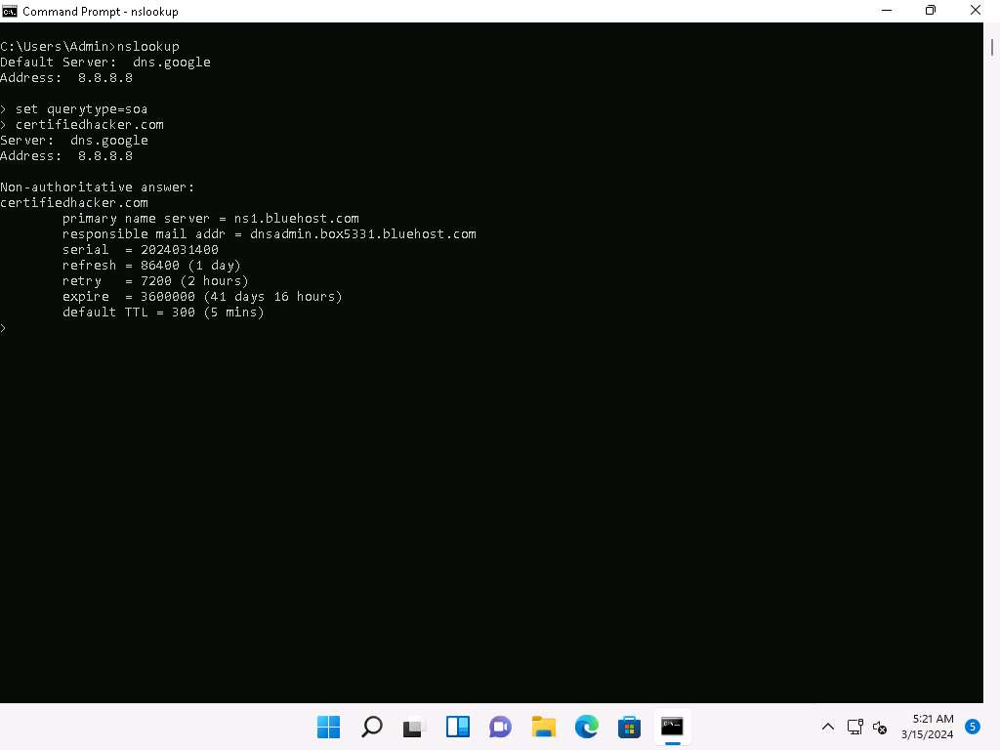 Command Prompt - nslookup
C:\Users\Admin>nslookup
Default Server:  dns.google
Address:  8.8.8.8
> set querytype=soa
> certifiedhacker.com
Server:  dns.google
Address:  8.8.8.8
Non-authoritative answer:
certifiedhacker.com
        primary name server = ns1.bluehost.com
        responsible mail addr = dnsadmin.box5331.bluehost.com
        serial  = 2024031400
        refresh = 86400 (1 day)
        retry   = 7200 (2 hours)
        expire  = 3600000 (41 days 16 hours)
        default TTL = 300 (5 mins)
>
5:21 AM
3/15/2024
5